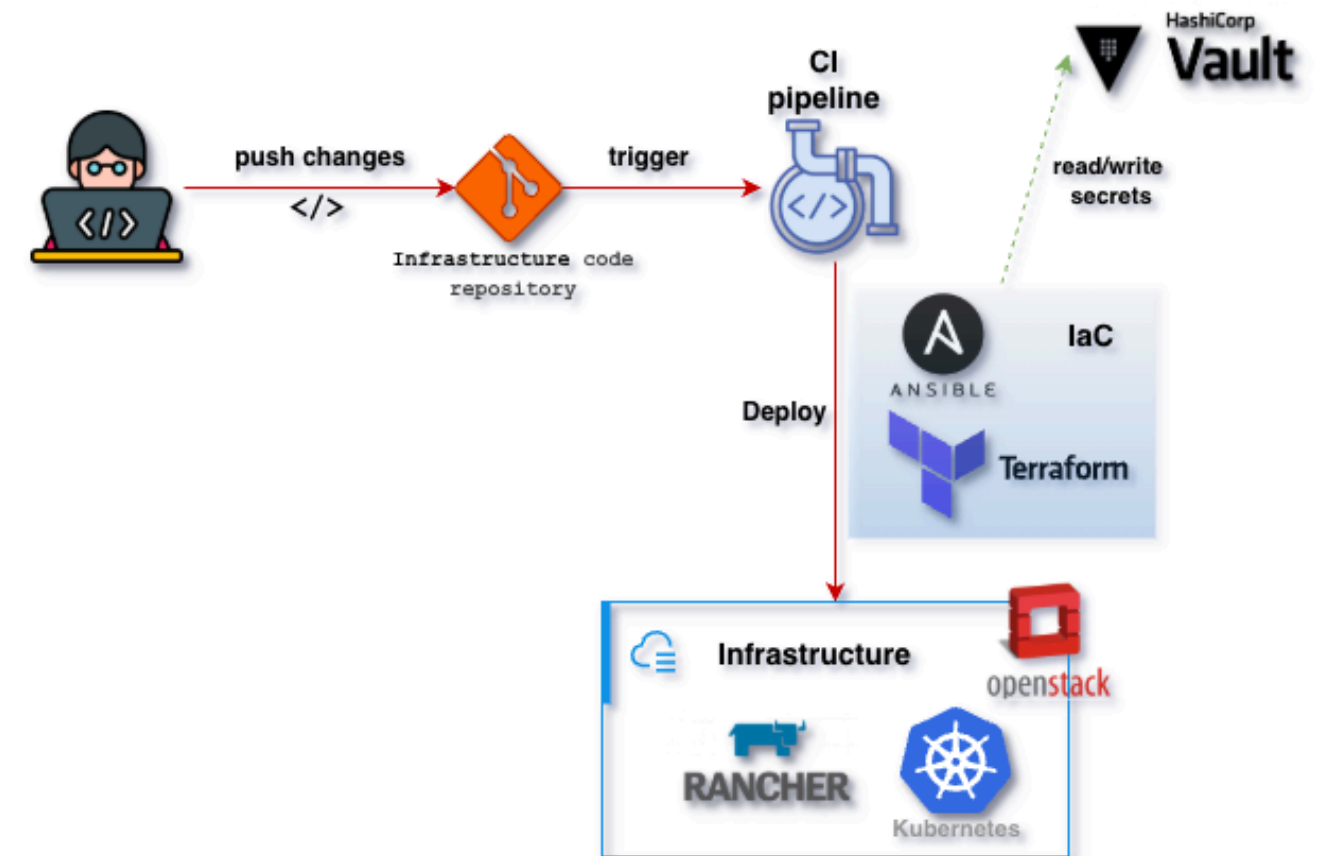 HashiCorp
Vault
CI
pipeline
push changes
</>
trigger
read/write
secrets
</>
</>
Infrastructure code
repository
IaC
ANSIBLE
Deploy
Terraform
Infrastructure
openstack
RANCHER
Kubernetes